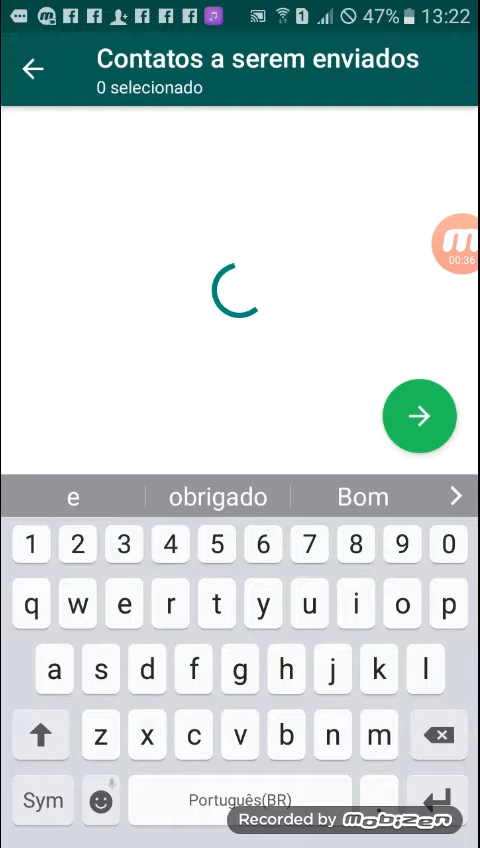 1 47% 13:22
Contatos a serem enviados
0 selecionado
00:36
e obrigado Bom
1 2 3 4 5 6 7 8 9 0
q w e r t y u i o p
a s d f g h j k l
z x c v b n m
Sym Português(BR) .
Recorded by mobizen